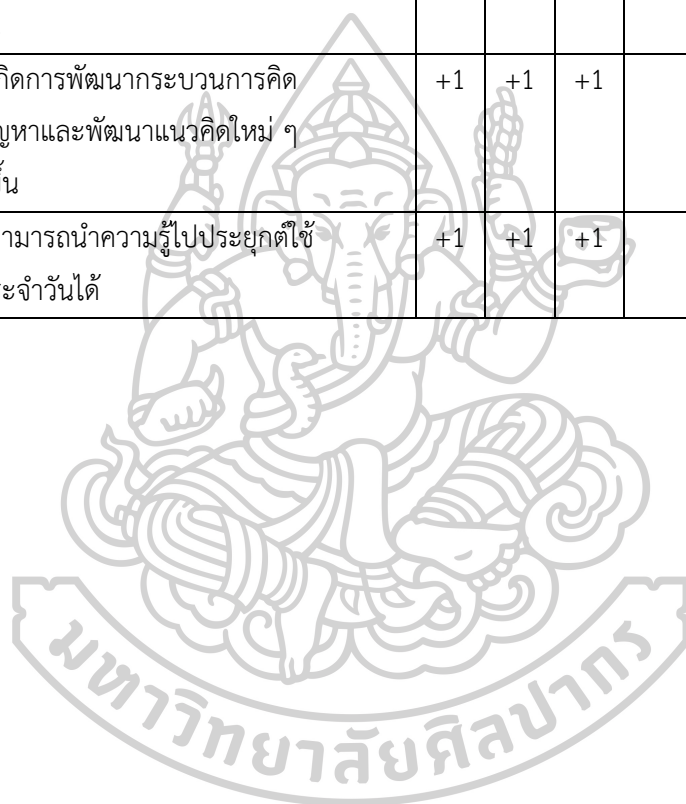 กิดการพัฒนากระบวนการคิด +1 +1 +1
ญหาและพัฒนาแนวคิดใหม่ ๆ
ขึ้น
ามารถนำความรู้ไปประยุกต์ใช้ +1 +1 +1
ระจำวันได้
มหาวิทยาลัยศิลปากร